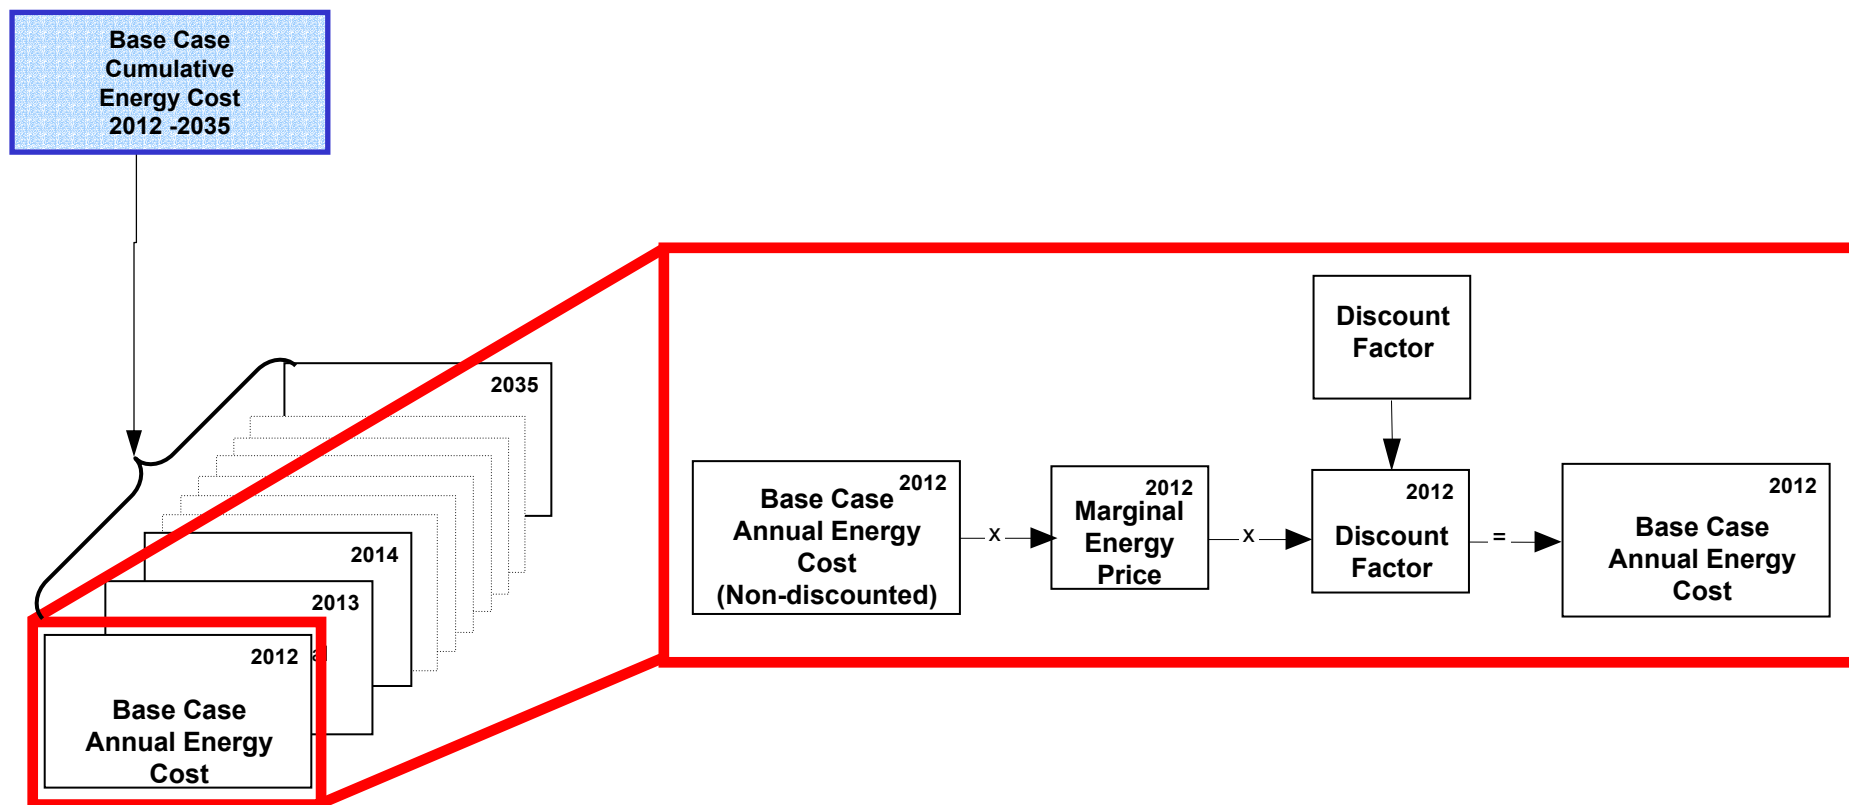 Base Case
Cumulative
Energy Cost
2012 -2035
2035
2014
2013
2012
Base Case
Annual Energy
Cost
Discount
Factor
2012
Base Case
Annual Energy
Cost
(Non-discounted)
x
2012
Marginal
Energy
Price
x
2012
Discount
Factor
=
2012
Base Case
Annual Energy
Cost